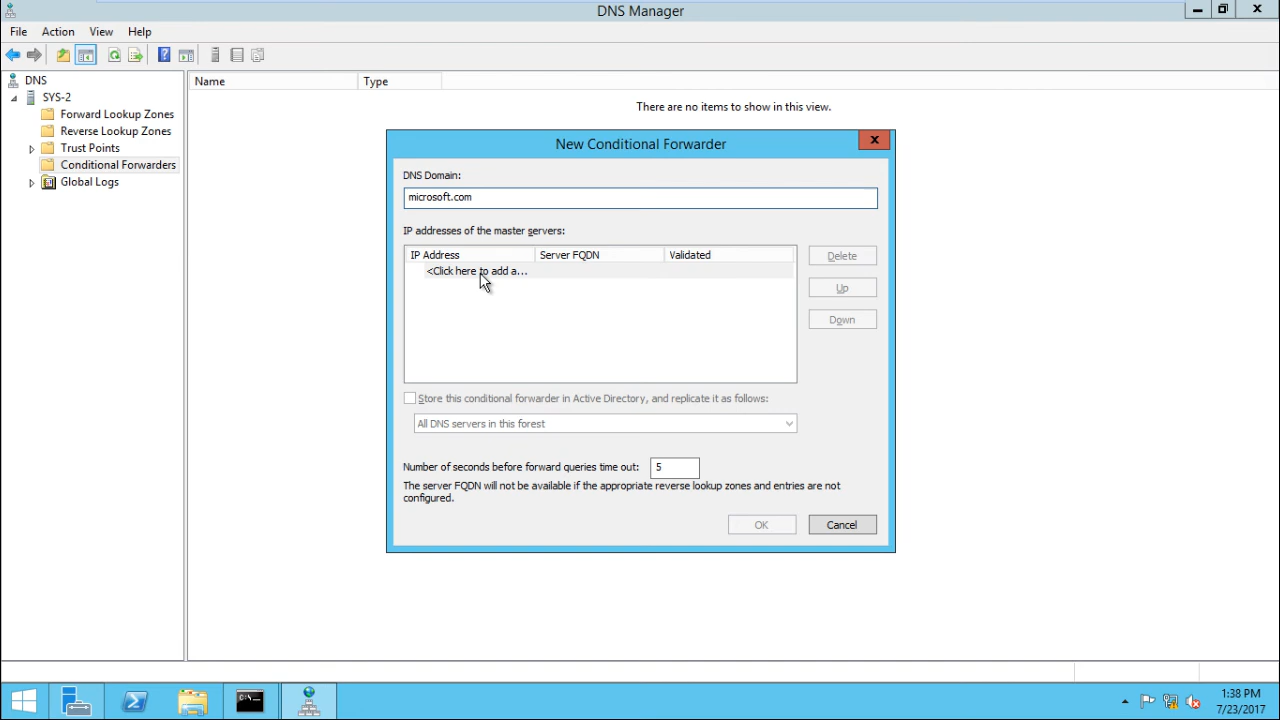 DNS Manager
File Action View Help
DNS
SYS-2
Forward Lookup Zones
Reverse Lookup Zones
Trust Points
Conditional Forwarders
Global Logs
Name Type
There are no items to show in this view.
New Conditional Forwarder
x
DNS Domain:
microsoft.com
IP addresses of the master servers:
IP Address Server FQDN Validated
<Click here to add a...
Delete
Up
Down
Store this conditional forwarder in Active Directory, and replicate it as follows:
All DNS servers in this forest
Number of seconds before forward queries time out: 5
The server FQDN will not be available if the appropriate reverse lookup zones and entries are not
configured.
OK Cancel
1:38 PM
7/23/2017